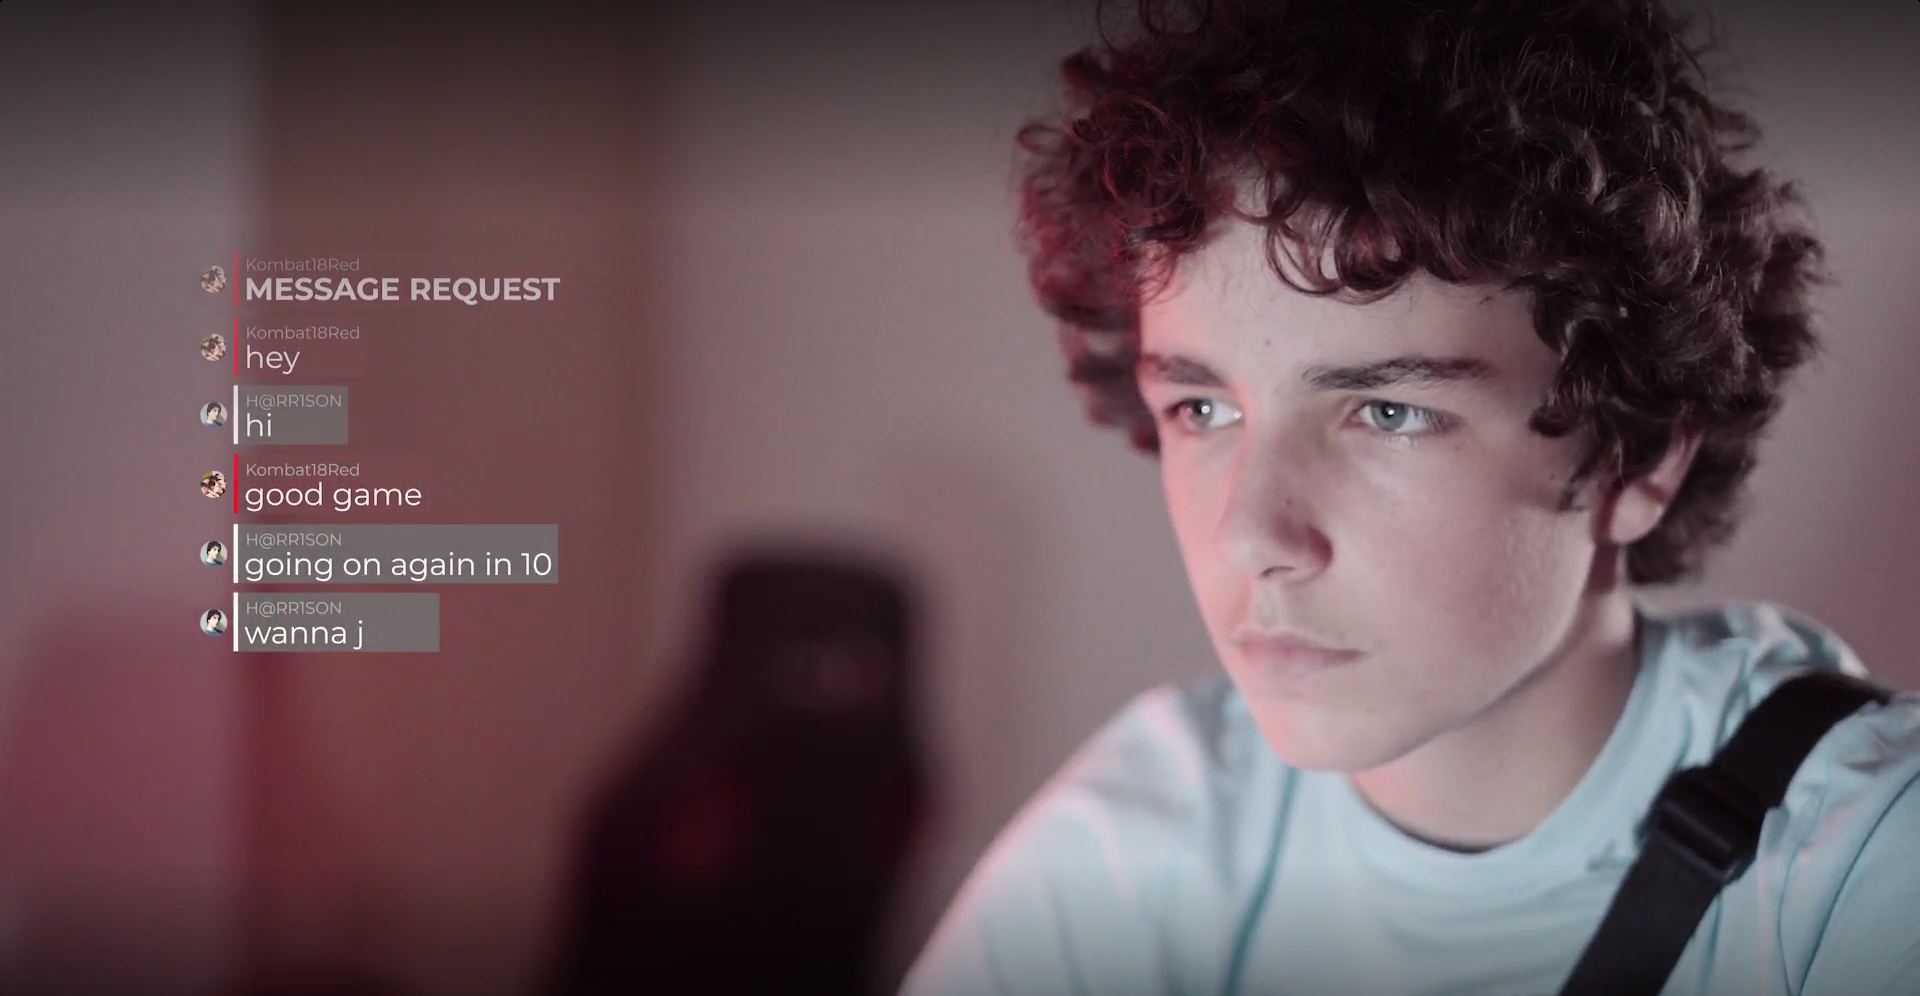 Kombat18Red
MESSAGE REQUEST
Kombat18Red
hey
H@RR1SON
hi
Kombat18Red
good game
H@RR1SON
going on again in 10
H@RR1SON
wanna j